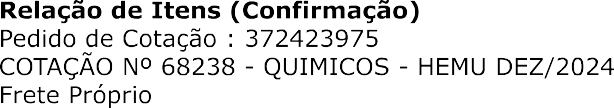 Relação de Itens (Confirmação)
Pedido de Cotação : 372423975
COTAÇÃO Nº 68238 - QUIMICOS - HEMU DEZ/2024
Frete Próprio